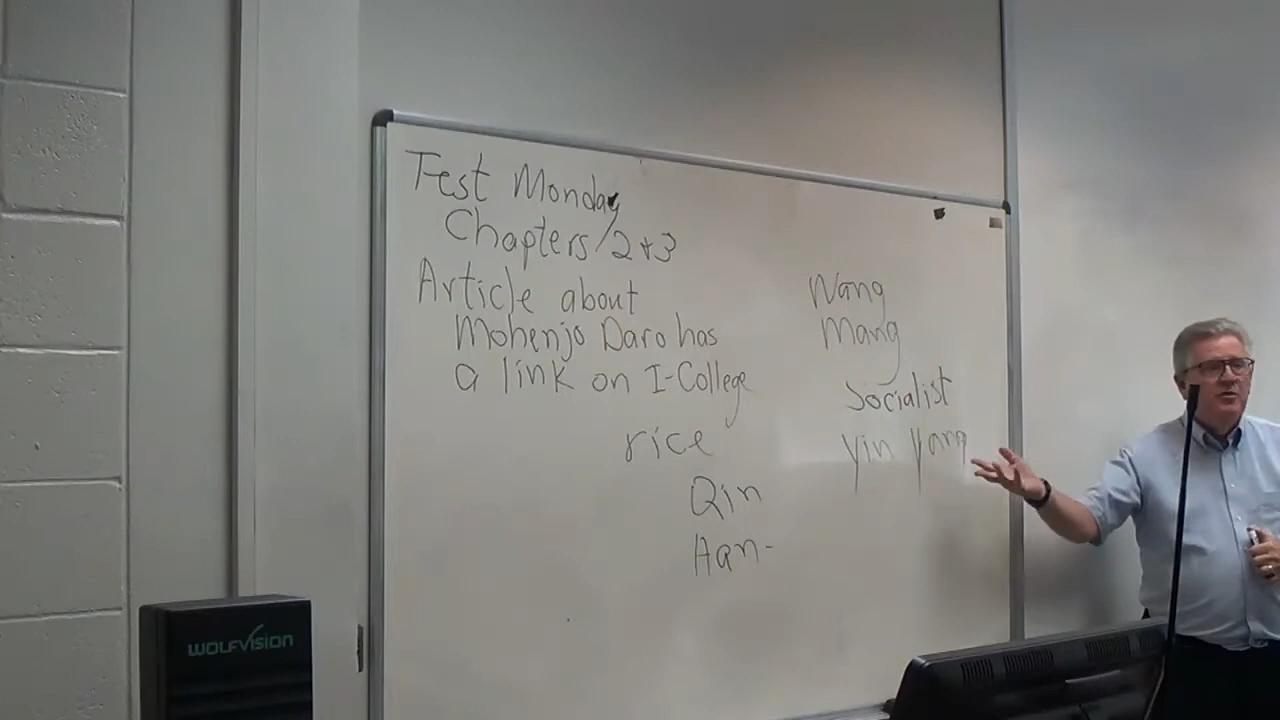 Test Monday
Chapters 2+3
Article about
Mohenjo Daro has
a link on I-College
rice
Qin
Han-
Wang
Mang
Socialist
Yin Yang
WOLFVISION